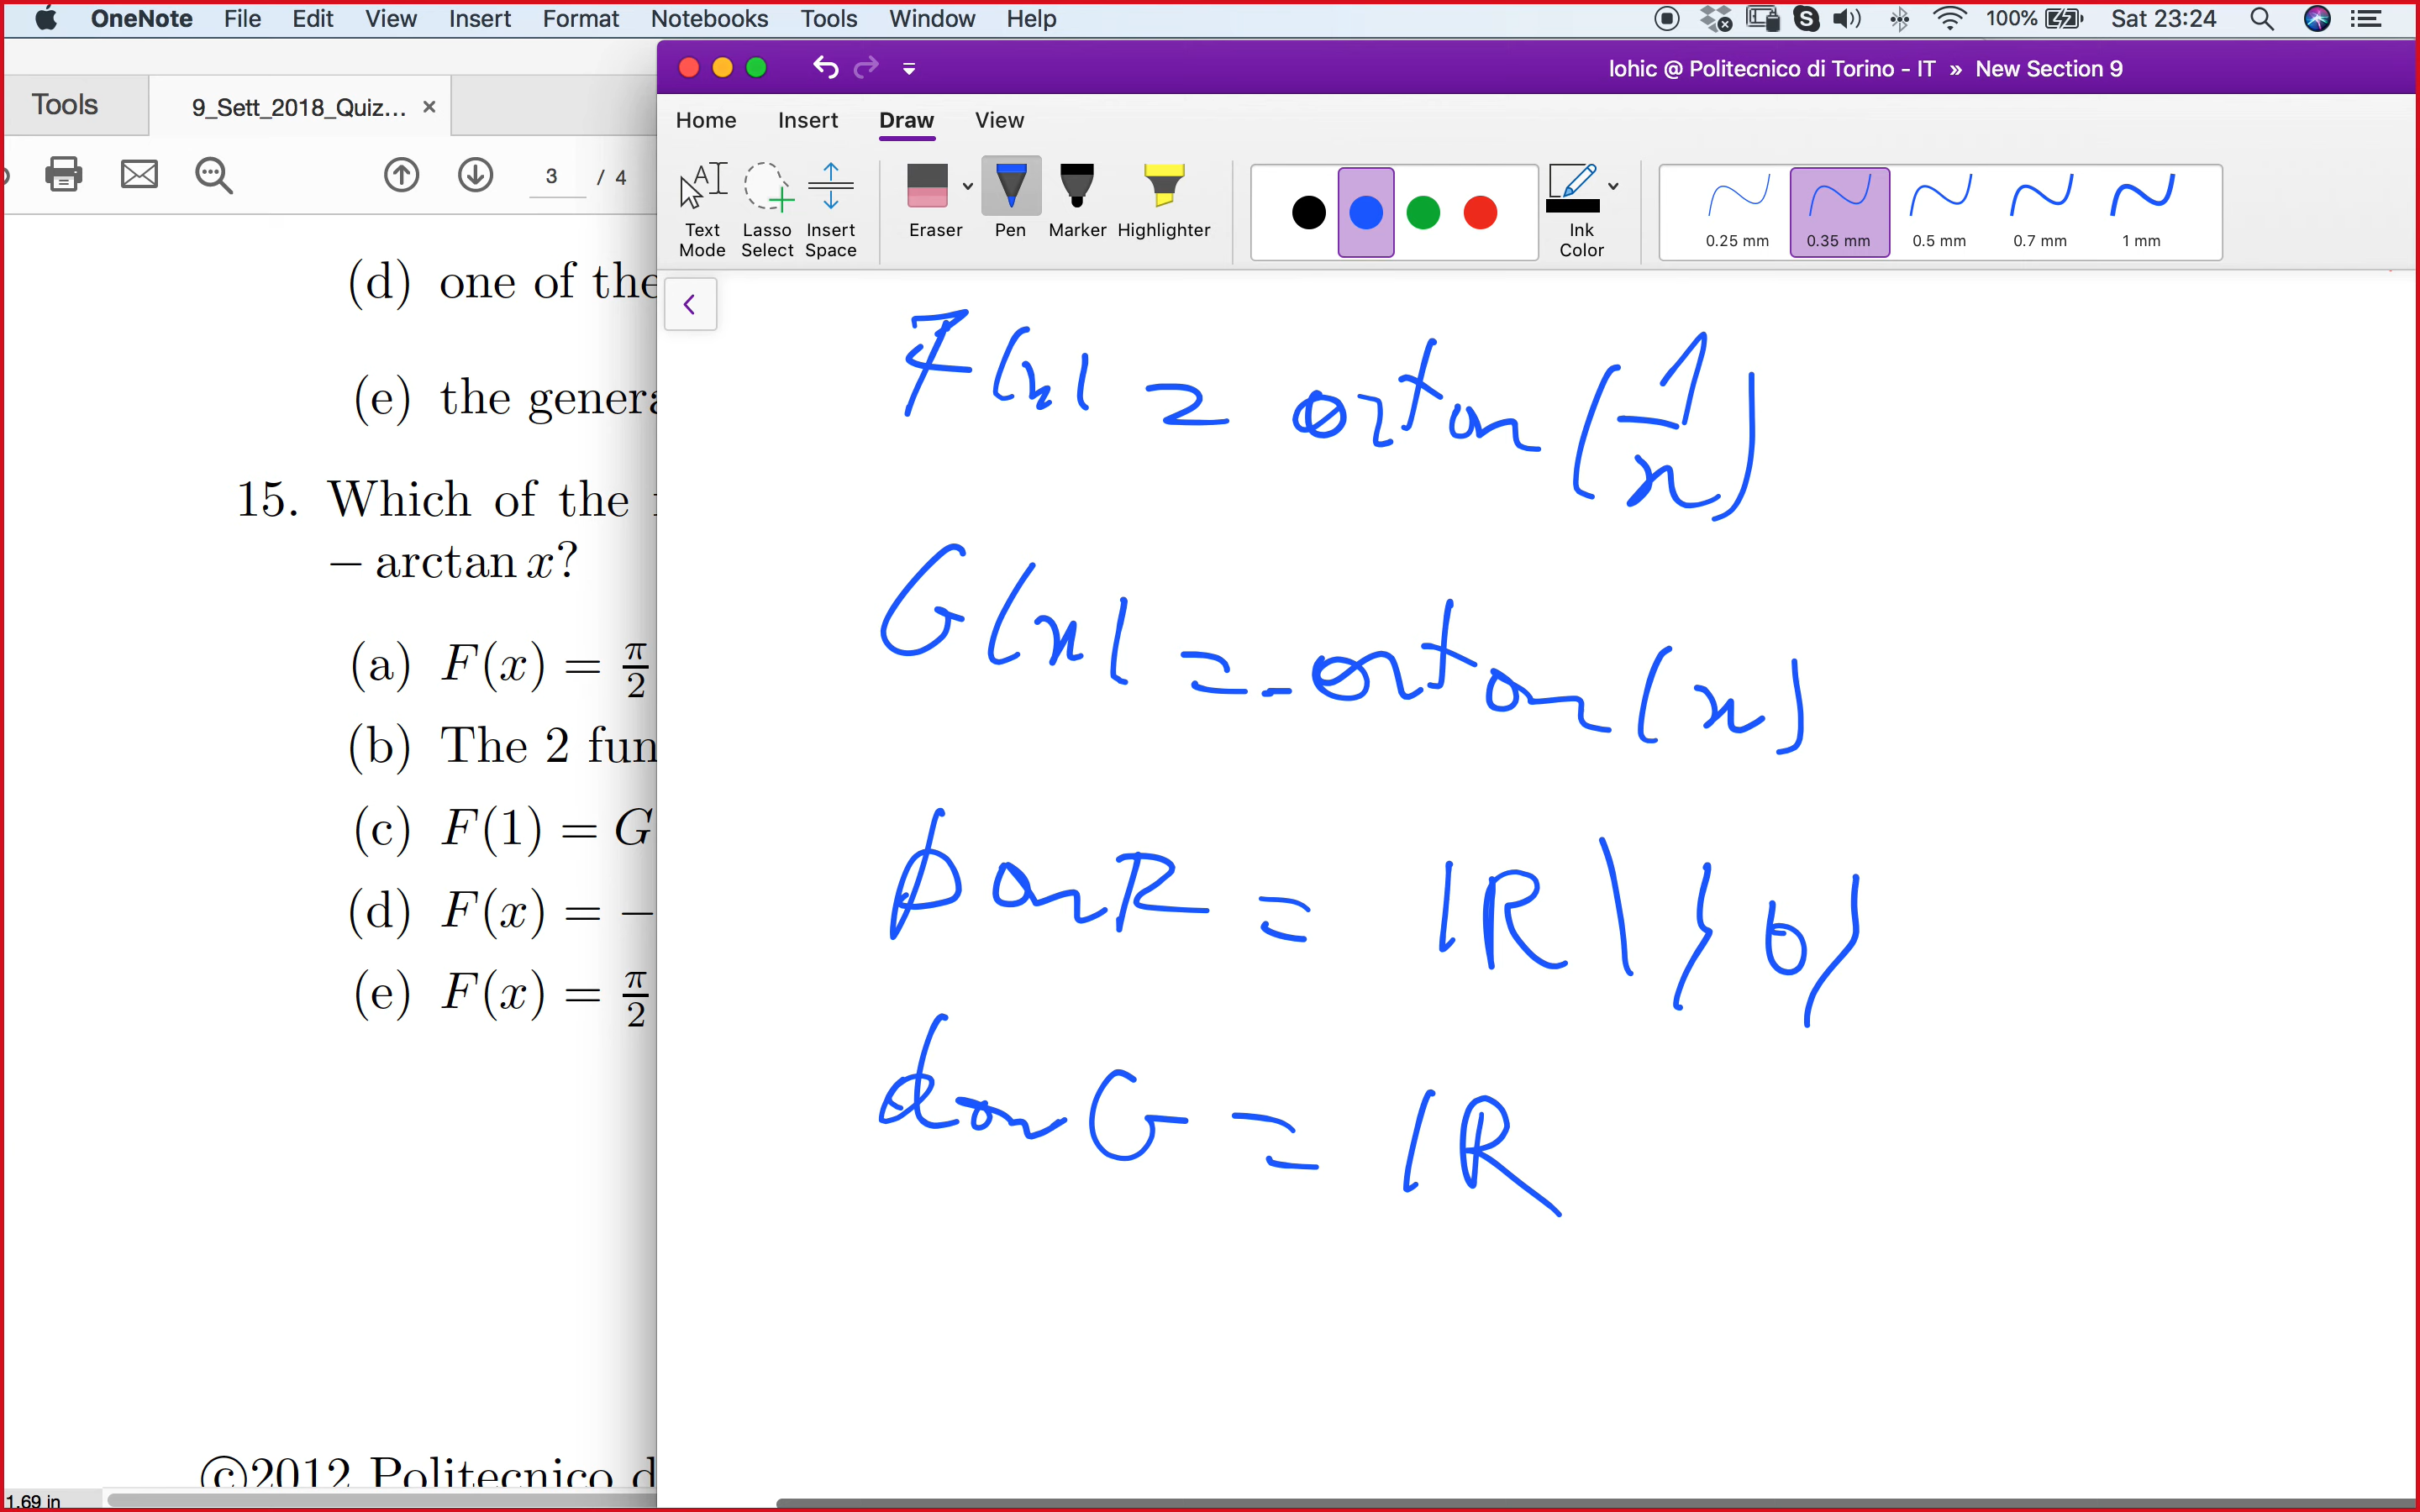 OneNote File Edit View Insert Format Notebooks Tools Window Help 100% Sat 23:24
Iohic @ Politecnico di Torino - IT » New Section 9
Tools 9_Sett_2018_Quiz... ×
Home Insert Draw View
3 / 4
Text Mode Lasso Select Insert Space Eraser Pen Marker Highlighter Ink Color 0.25 mm 0.35 mm 0.5 mm 0.7 mm 1 mm
(d) one of the
(e) the genera
15. Which of the
− arctan x?
(a) F(x) = π/2
(b) The 2 fun
(c) F(1) = G
(d) F(x) = −
(e) F(x) = π/2
©2012 Politecnico d
1.69 in
F(x) = arctan (1/x)
G(x) = - arctan (x)
Dom F = ℝ \ {0}
dom G = ℝ